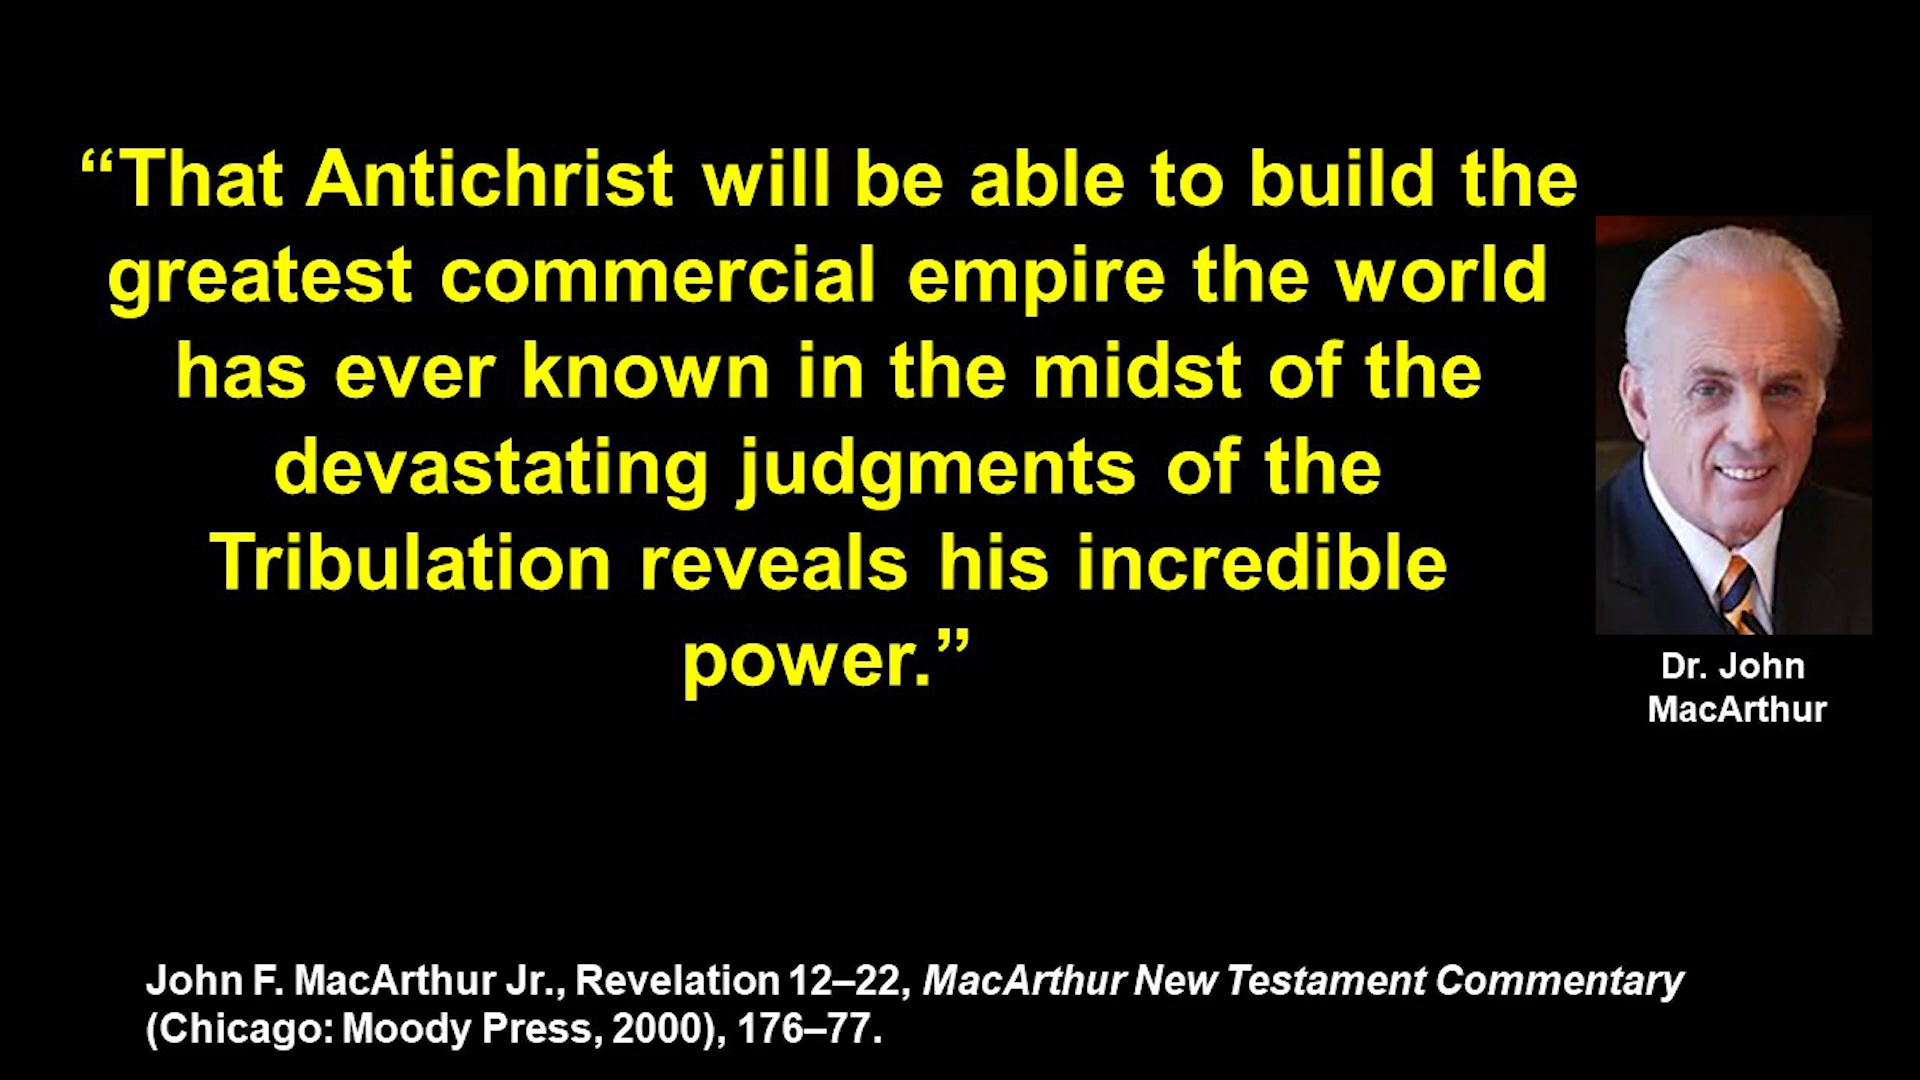 “That Antichrist will be able to build the
greatest commercial empire the world
has ever known in the midst of the
devastating judgments of the
Tribulation reveals his incredible
power.”
Dr. John
MacArthur
John F. MacArthur Jr., Revelation 12–22, MacArthur New Testament Commentary
(Chicago: Moody Press, 2000), 176–77.